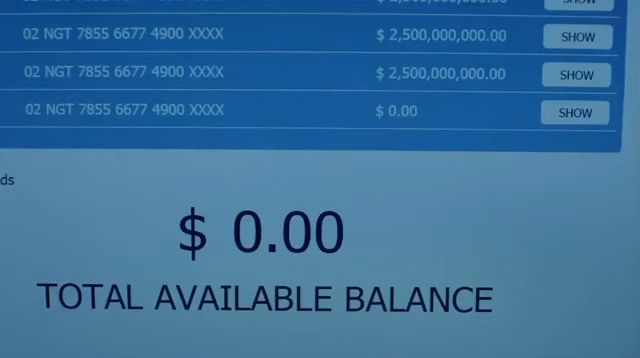 02 NGT 7855 6677 4900 XXXX $ 2,500,000,000.00 SHOW
02 NGT 7855 6677 4900 XXXX $ 2,500,000,000.00 SHOW
02 NGT 7855 6677 4900 XXXX $ 0.00 SHOW
ds
$ 0.00
TOTAL AVAILABLE BALANCE